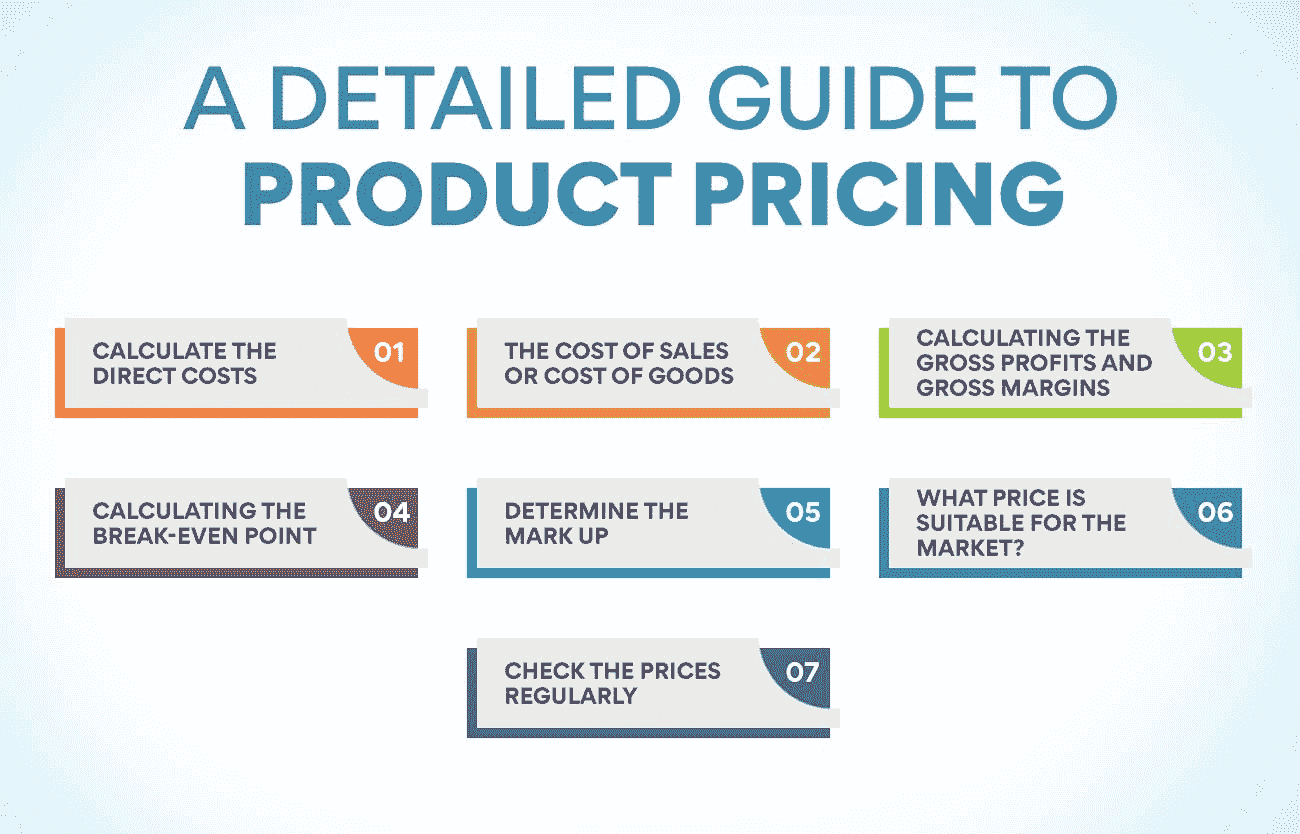 A DETAILED GUIDE TO
PRODUCT PRICING
CALCULATE THE
DIRECT COSTS
01
THE COST OF SALES
OR COST OF GOODS
02
CALCULATING THE
GROSS PROFITS AND
GROSS MARGINS
03
CALCULATING THE
BREAK-EVEN POINT
04
DETERMINE THE
MARK UP
05
WHAT PRICE IS
SUITABLE FOR THE
MARKET?
06
CHECK THE PRICES
REGULARLY
07